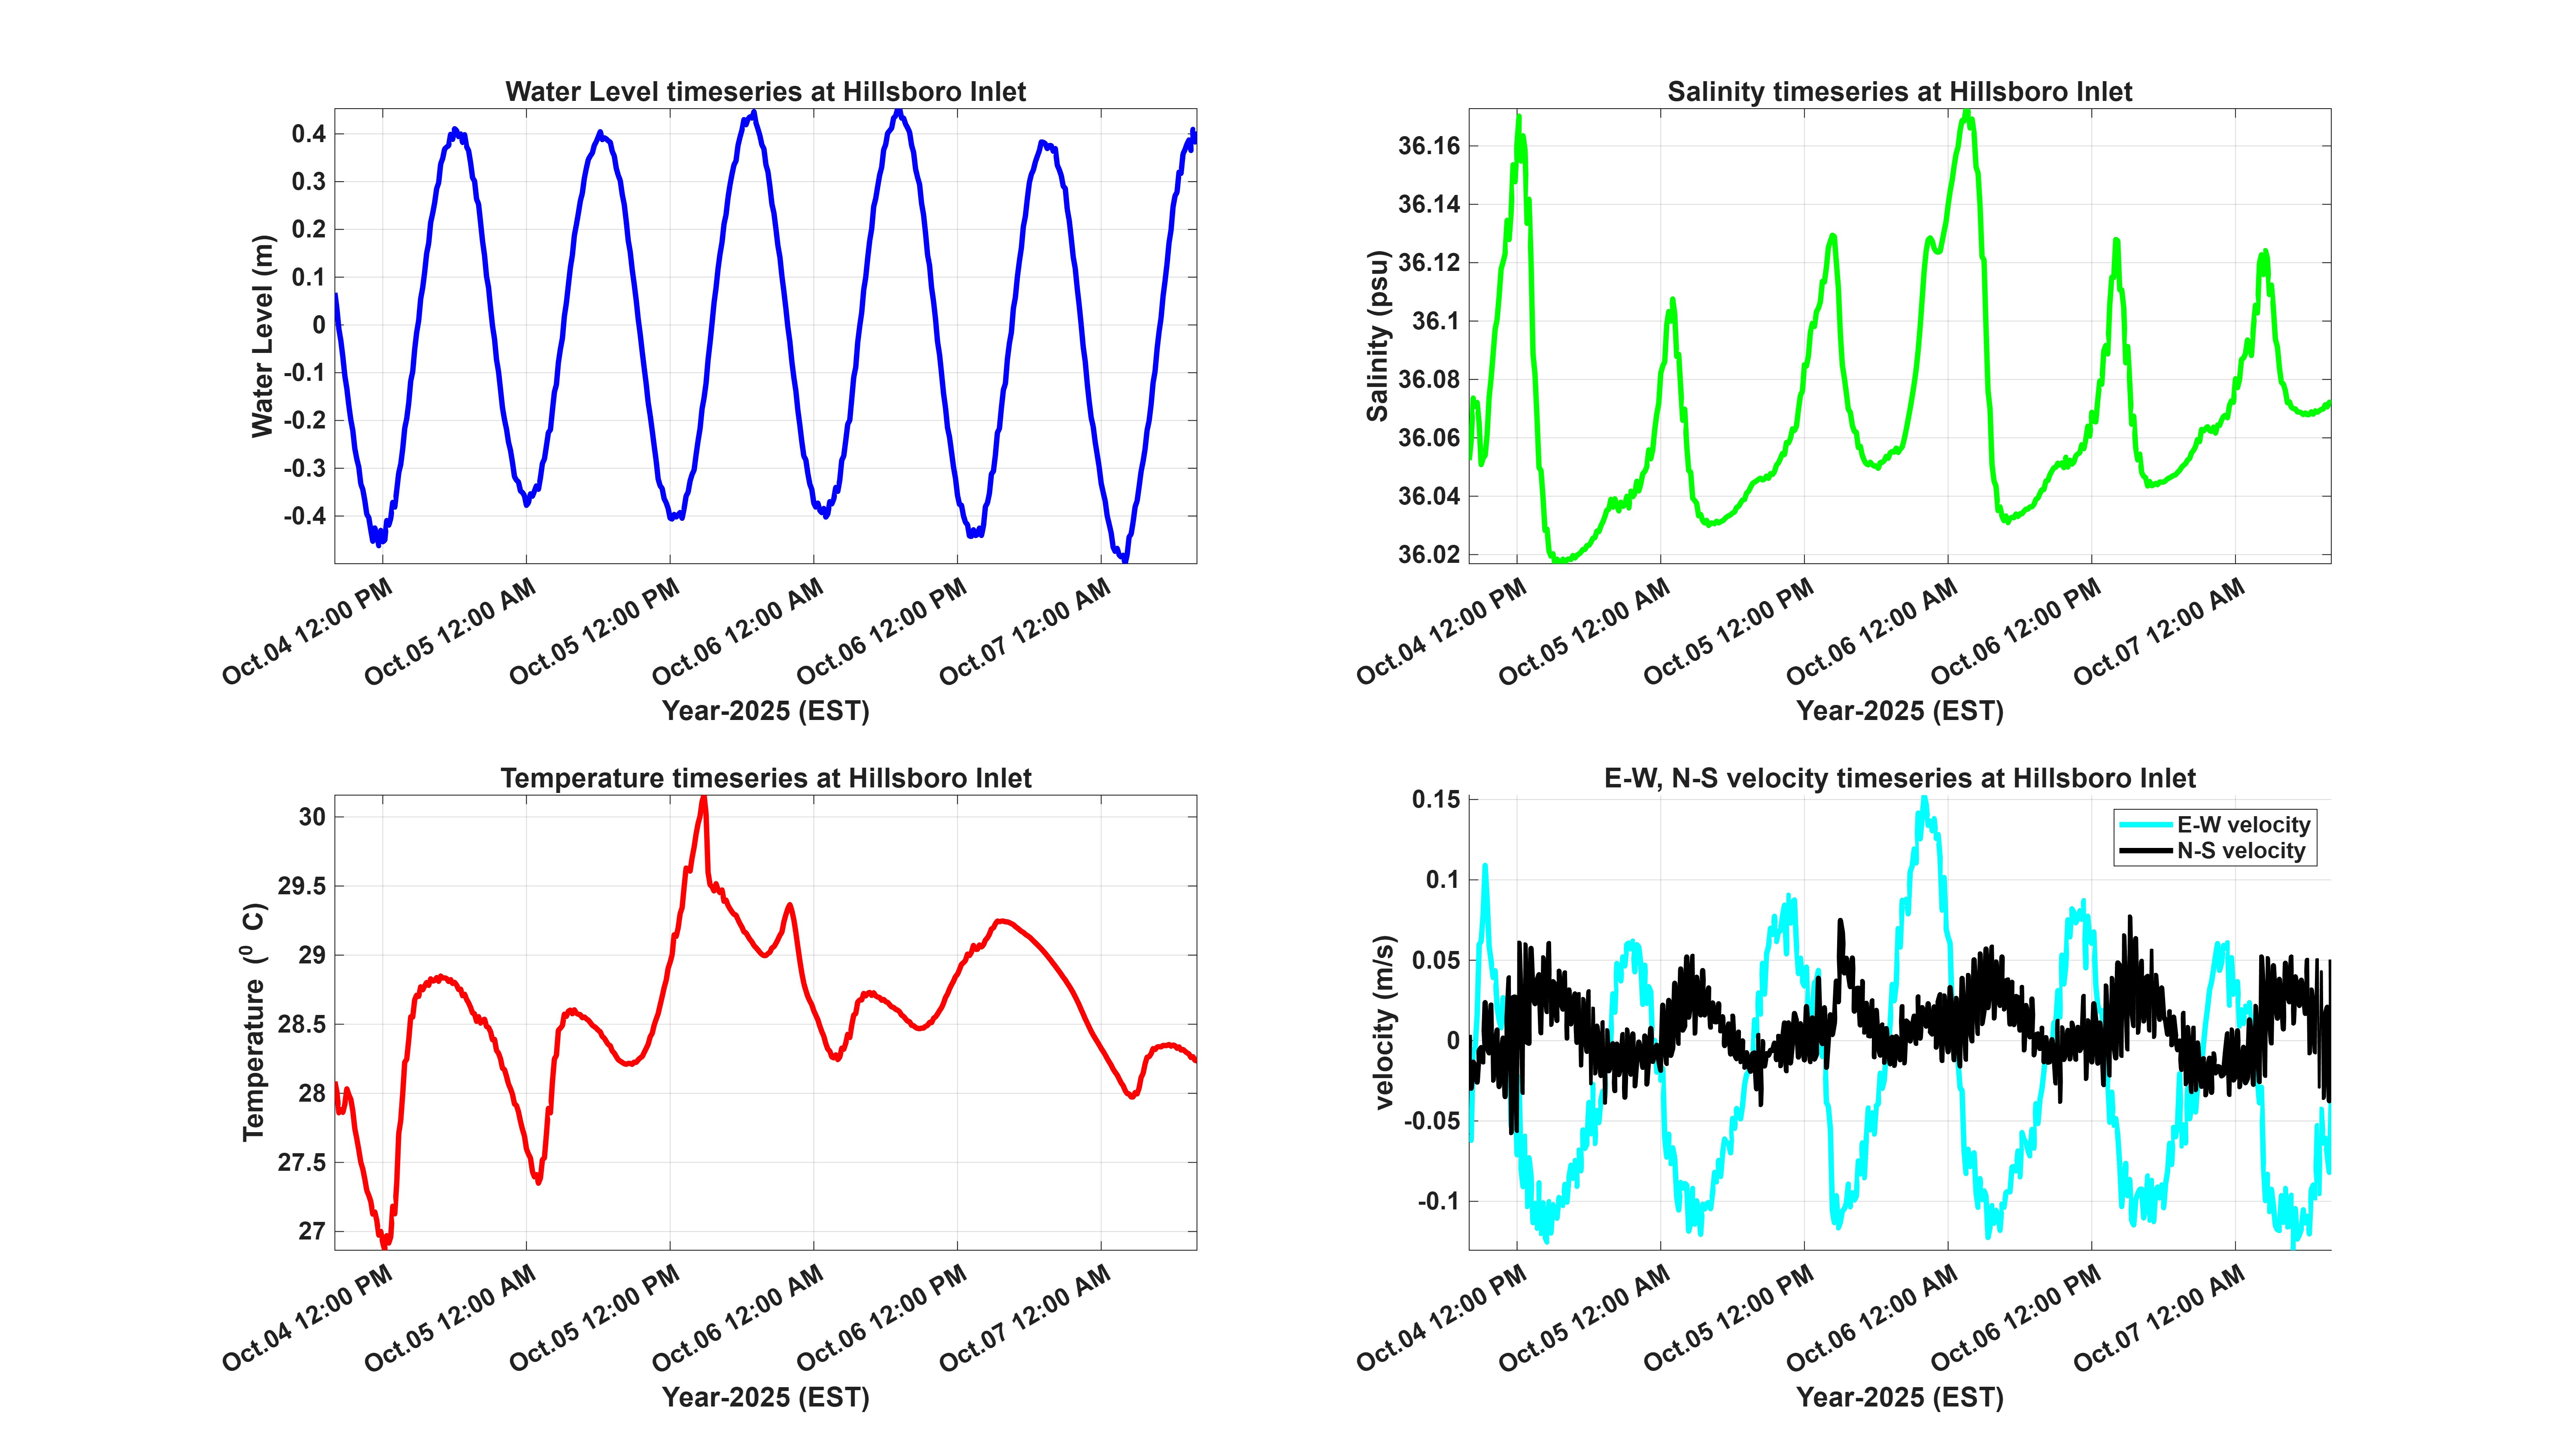 Water Level timeseries at Hillsboro Inlet
Water Level (m)
0.4
0.3
0.2
0.1
0
-0.1
-0.2
-0.3
-0.4
Oct.04 12:00 PM
Oct.05 12:00 AM
Oct.05 12:00 PM
Oct.06 12:00 AM
Oct.06 12:00 PM
Oct.07 12:00 AM
Year-2025 (EST)
Salinity timeseries at Hillsboro Inlet
Salinity (psu)
36.16
36.14
36.12
36.1
36.08
36.06
36.04
36.02
Oct.04 12:00 PM
Oct.05 12:00 AM
Oct.05 12:00 PM
Oct.06 12:00 AM
Oct.06 12:00 PM
Oct.07 12:00 AM
Year-2025 (EST)
Temperature timeseries at Hillsboro Inlet
Temperature (⁰ C)
30
29.5
29
28.5
28
27.5
27
Oct.04 12:00 PM
Oct.05 12:00 AM
Oct.05 12:00 PM
Oct.06 12:00 AM
Oct.06 12:00 PM
Oct.07 12:00 AM
Year-2025 (EST)
E-W, N-S velocity timeseries at Hillsboro Inlet
velocity (m/s)
0.15
0.1
0.05
0
-0.05
-0.1
E-W velocity
N-S velocity
Oct.04 12:00 PM
Oct.05 12:00 AM
Oct.05 12:00 PM
Oct.06 12:00 AM
Oct.06 12:00 PM
Oct.07 12:00 AM
Year-2025 (EST)